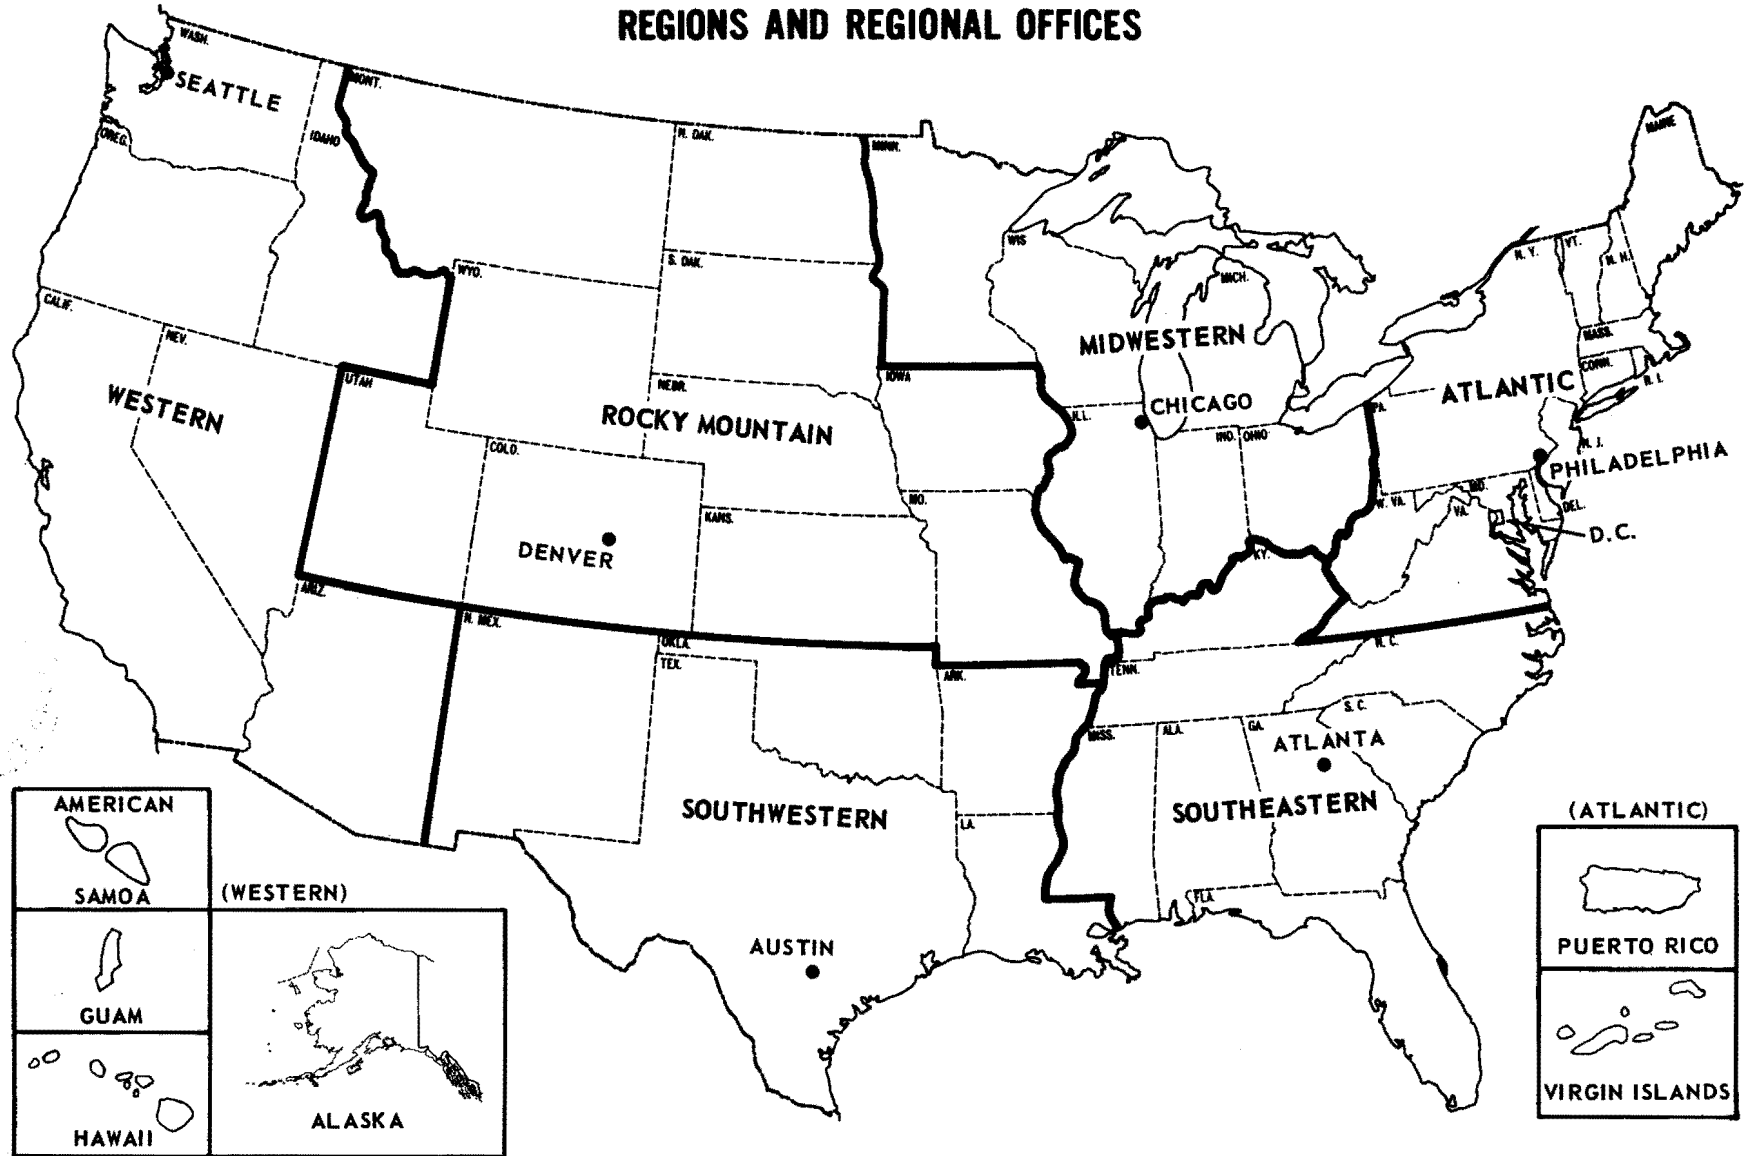 REGIONS AND REGIONAL OFFICES
WASH.
SEATTLE
MONT.
OREG.
IDAHO
N. DAK.
MINN.
MAINE
WYO.
S. DAK.
WIS
MICH.
N. Y.
VT.
N. H.
CALIF.
NEV.
UTAH
NEBR.
IOWA
MIDWESTERN
MASS.
CONN.
R. I.
WESTERN
ROCKY MOUNTAIN
ILL.
CHICAGO
IND.
OHIO
PA.
ATLANTIC
N. J.
PHILADELPHIA
COLO.
KANS.
MO.
W. VA.
MD.
VA.
DEL.
D.C.
DENVER
KY.
ARIZ.
N. MEX.
OKLA.
TEX.
ARK.
TENN.
N. C.
S. C.
MISS.
ALA.
GA.
ATLANTA
SOUTHWESTERN
SOUTHEASTERN
LA.
FLA.
AUSTIN
AMERICAN
SAMOA
(WESTERN)
GUAM
HAWAII
ALASKA
(ATLANTIC)
PUERTO RICO
VIRGIN ISLANDS